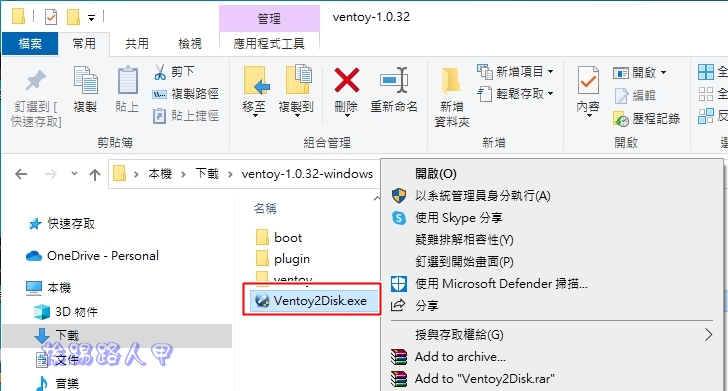 管理
ventoy-1.0.32
檔案
常用
共用
檢視
應用程式工具
釘選到 [
快速存取]
複製
貼上
剪下
複製路徑
貼上捷徑
移至
複製到
刪除
重新命名
新增
資料夾
新增項目
輕鬆存取
內容
開啟
編輯
歷程記錄
全
全
反
剪貼簿
組合管理
新增
本機
下載
ventoy-1.0.32-windows
快速存取
OneDrive - Personal
本機
3D 物件
下載
文件
音樂
挨踢路人甲
名稱
boot
plugin
ventoy
Ventoy2Disk.exe
開啟(O)
以系統管理員身分執行(A)
使用 Skype 分享
疑難排解相容性(Y)
釘選到開始畫面(P)
使用 Microsoft Defender 掃描...
分享
授與存取權給(G)
Add to archive...
Add to "Ventoy2Disk.rar"